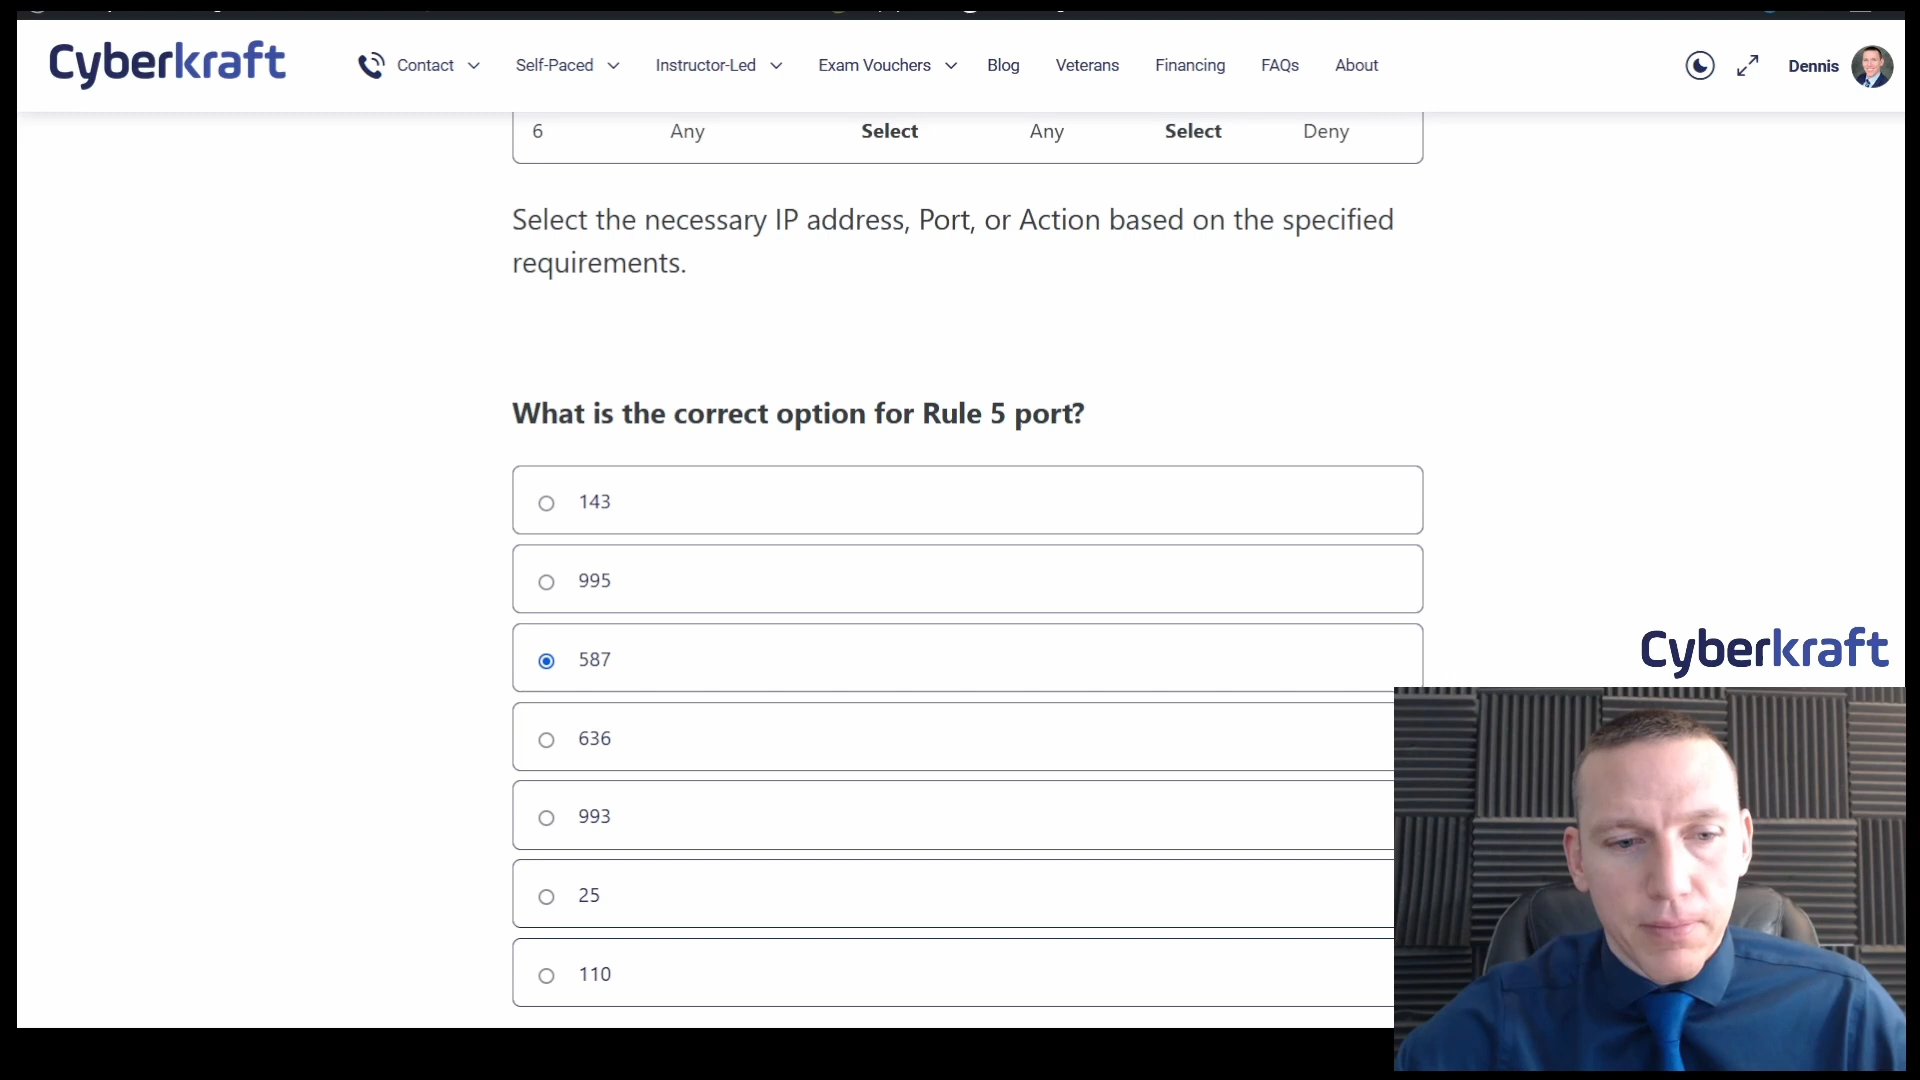 Cyberkraft
Contact Self-Paced Instructor-Led Exam Vouchers Blog Veterans Financing FAQs About
Dennis
6 Any Select Any Select Deny
Select the necessary IP address, Port, or Action based on the specified
requirements.
What is the correct option for Rule 5 port?
143
995
587
636
993
25
110
Cyberkraft